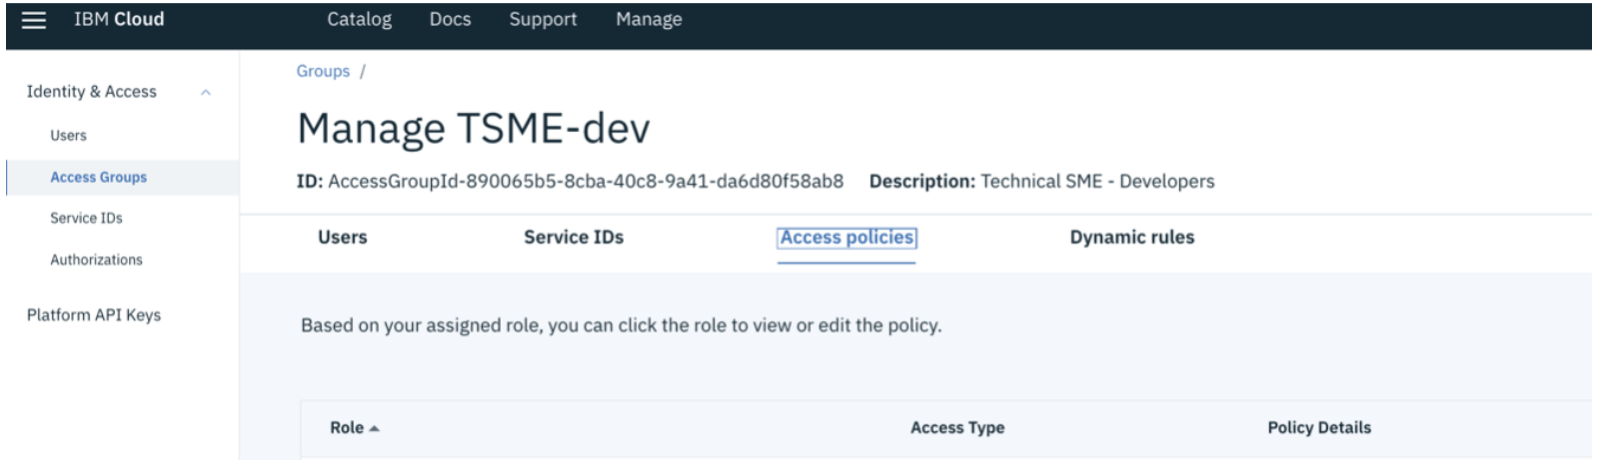 IBM Cloud Catalog Docs Support Manage
Identity & Access
Users
Access Groups
Service IDs
Authorizations
Platform API Keys
Groups /
Manage TSME-dev
ID: AccessGroupId-890065b5-8cba-40c8-9a41-da6d80f58ab8 Description: Technical SME - Developers
Users Service IDs Access policies Dynamic rules
Based on your assigned role, you can click the role to view or edit the policy.
Role Access Type Policy Details